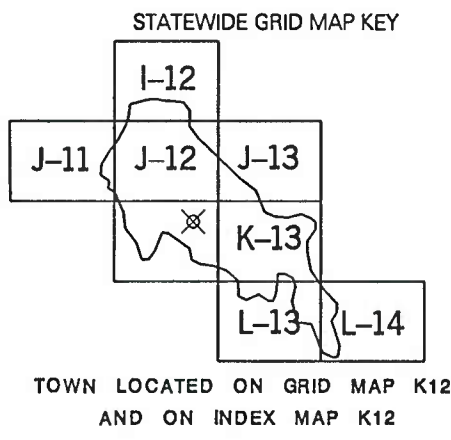 STATEWIDE GRID MAP KEY
I–12
J–11 J–12 J–13
K–13
L–13 L–14
TOWN LOCATED ON GRID MAP K12
AND ON INDEX MAP K12